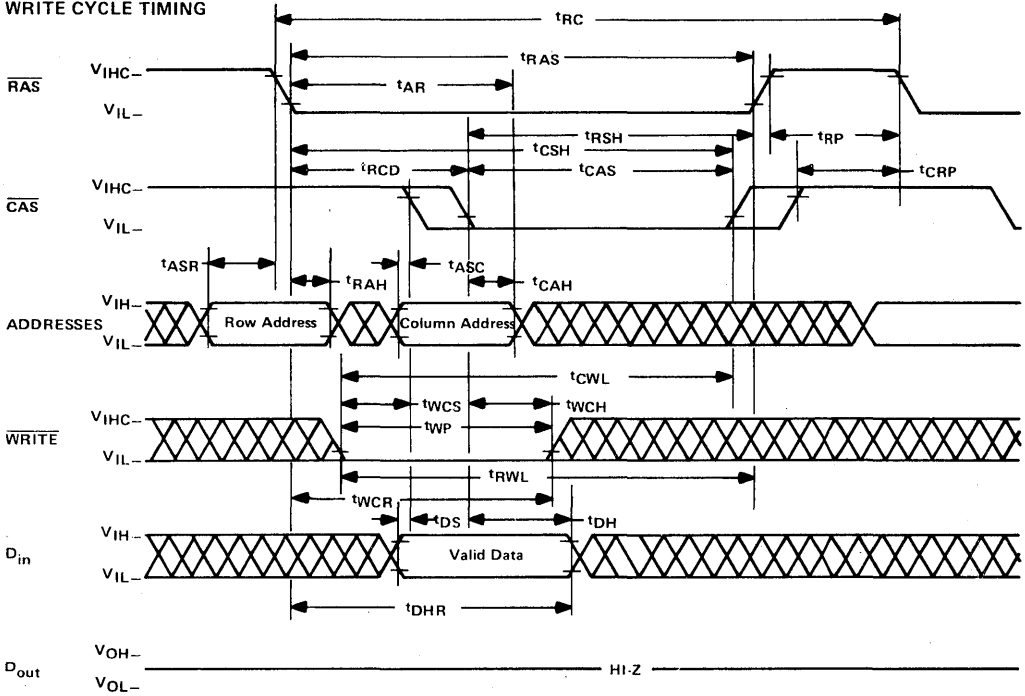 WRITE CYCLE TIMING
tRC
tRAS
tAR
RAS
VIHC
VIL
tRSH
tRP
tCSH
tRCD
tCAS
tCRP
CAS
VIHC
VIL
tASR
tRAH
tASC
tCAH
ADDRESSES
VIH
VIL
Row Address
Column Address
tCWL
tWCS
tWCH
tWP
WRITE
VIHC
VIL
tRWL
tWCR
tDS
tDH
Din
VIH
VIL
Valid Data
tDHR
Dout
VOH
VOL
HI-Z